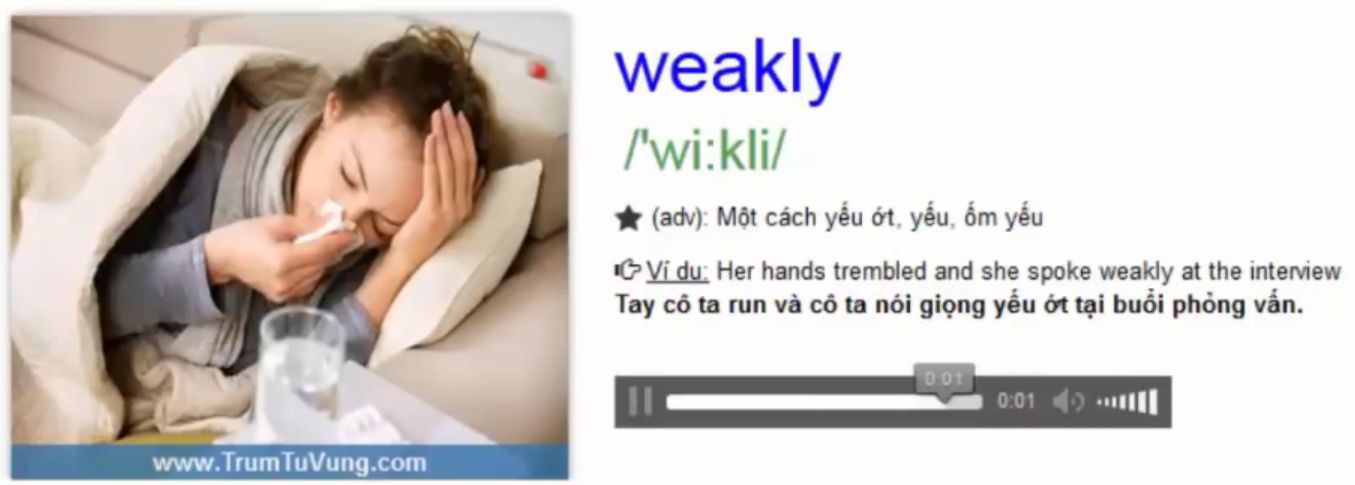 weakly
/'wi:kli/
★ (adv): Một cách yếu ớt, yếu, ốm yếu
Ví du: Her hands trembled and she spoke weakly at the interview
Tay cô ta run và cô ta nói giọng yếu ớt tại buổi phỏng vấn.
0:01
0:01
www.TrumTuVung.com